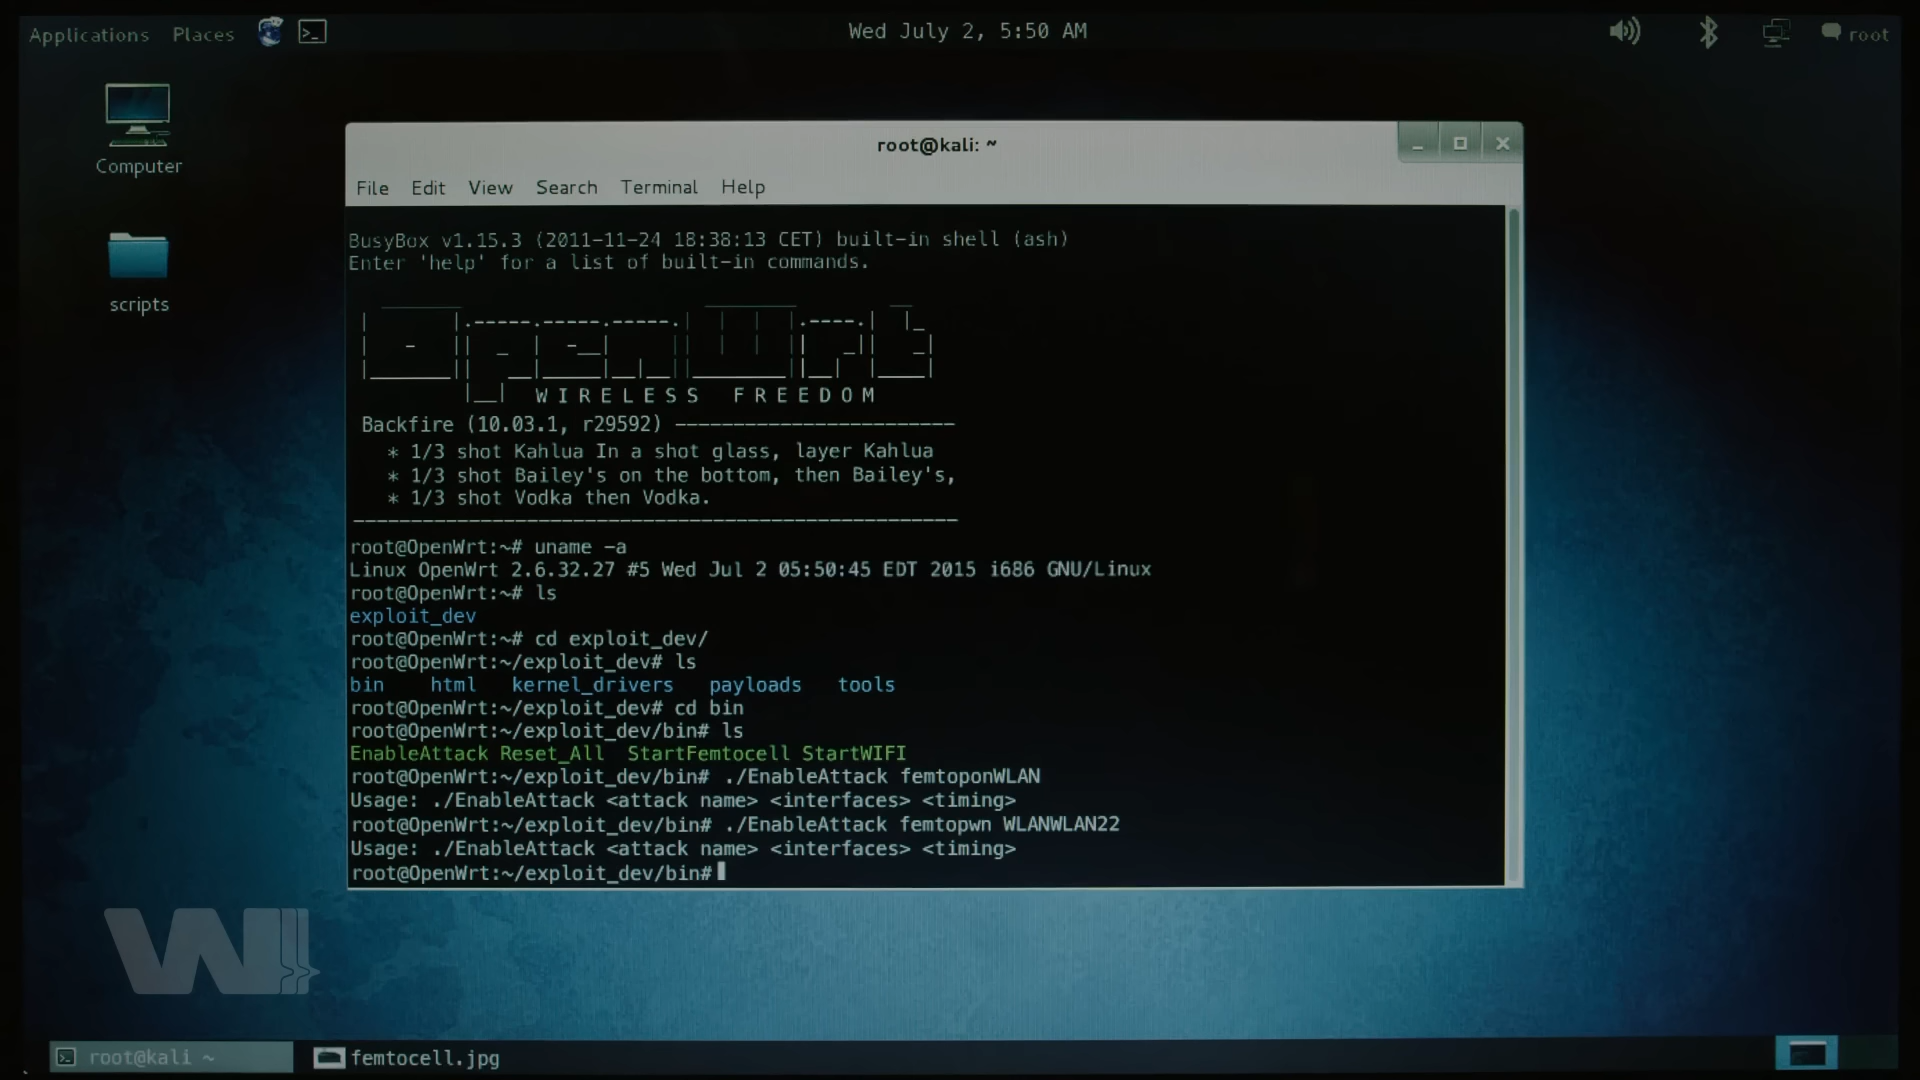 Applications Places
Wed July 2, 5:50 AM
root
Computer
scripts
root@kali: ~
File Edit View Search Terminal Help
BusyBox v1.15.3 (2011-11-24 18:38:13 CET) built-in shell (ash)
Enter 'help' for a list of built-in commands.
OpenWrt
WIRELESS FREEDOM
Backfire (10.03.1, r29592) ------------------------
* 1/3 shot Kahlua In a shot glass, layer Kahlua
* 1/3 shot Bailey's on the bottom, then Bailey's,
* 1/3 shot Vodka then Vodka.
----------------------------------------------------
root@OpenWrt:~# uname -a
Linux OpenWrt 2.6.32.27 #5 Wed Jul 2 05:50:45 EDT 2015 i686 GNU/Linux
root@OpenWrt:~# ls
exploit_dev
root@OpenWrt:~# cd exploit_dev/
root@OpenWrt:~/exploit_dev# ls
bin html kernel_drivers payloads tools
root@OpenWrt:~/exploit_dev# cd bin
root@OpenWrt:~/exploit_dev/bin# ls
EnableAttack Reset_All StartFemtocell StartWIFI
root@OpenWrt:~/exploit_dev/bin# ./EnableAttack femtoponWLAN
Usage: ./EnableAttack <attack name> <interfaces> <timing>
root@OpenWrt:~/exploit_dev/bin# ./EnableAttack femtopwn WLANWLAN22
Usage: ./EnableAttack <attack name> <interfaces> <timing>
root@OpenWrt:~/exploit_dev/bin#
root@kali ~
femtocell.jpg